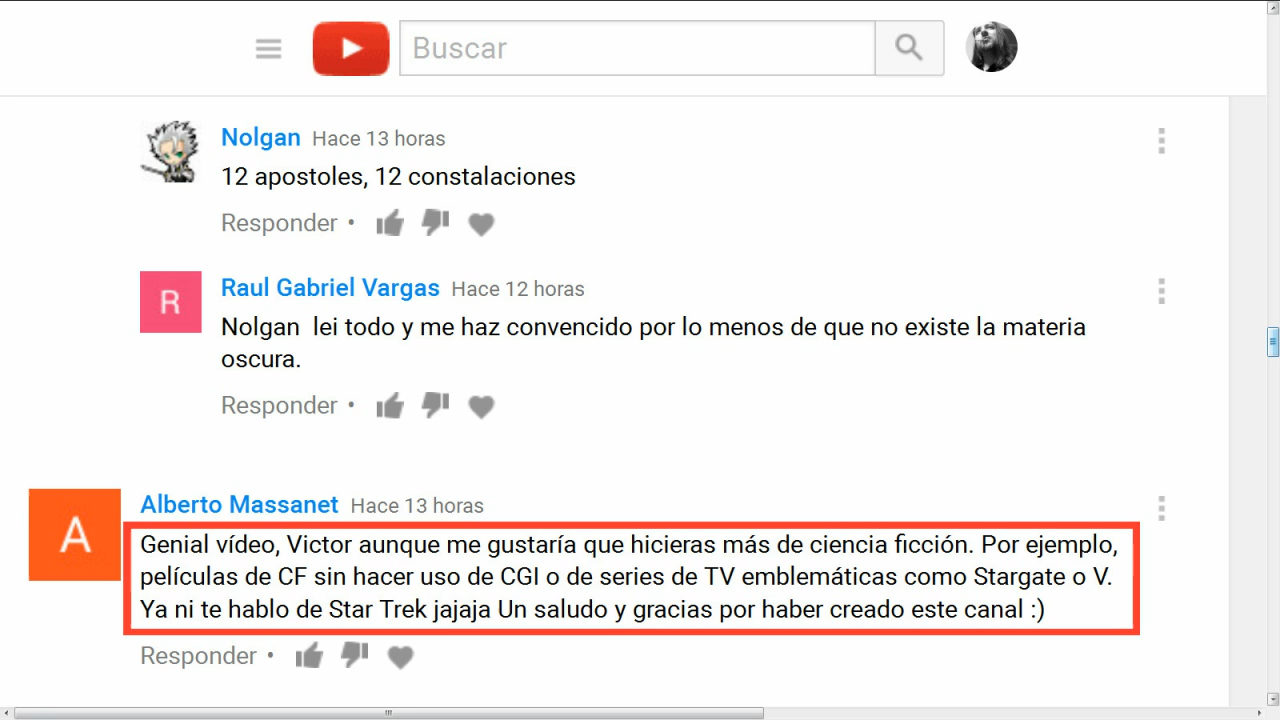 Buscar
Nolgan Hace 13 horas
12 apostoles, 12 constalaciones
Responder •
R
Raul Gabriel Vargas Hace 12 horas
Nolgan lei todo y me haz convencido por lo menos de que no existe la materia
oscura.
Responder •
A
Alberto Massanet Hace 13 horas
Genial vídeo, Victor aunque me gustaría que hicieras más de ciencia ficción. Por ejemplo,
películas de CF sin hacer uso de CGI o de series de TV emblemáticas como Stargate o V.
Ya ni te hablo de Star Trek jajaja Un saludo y gracias por haber creado este canal :)
Responder •